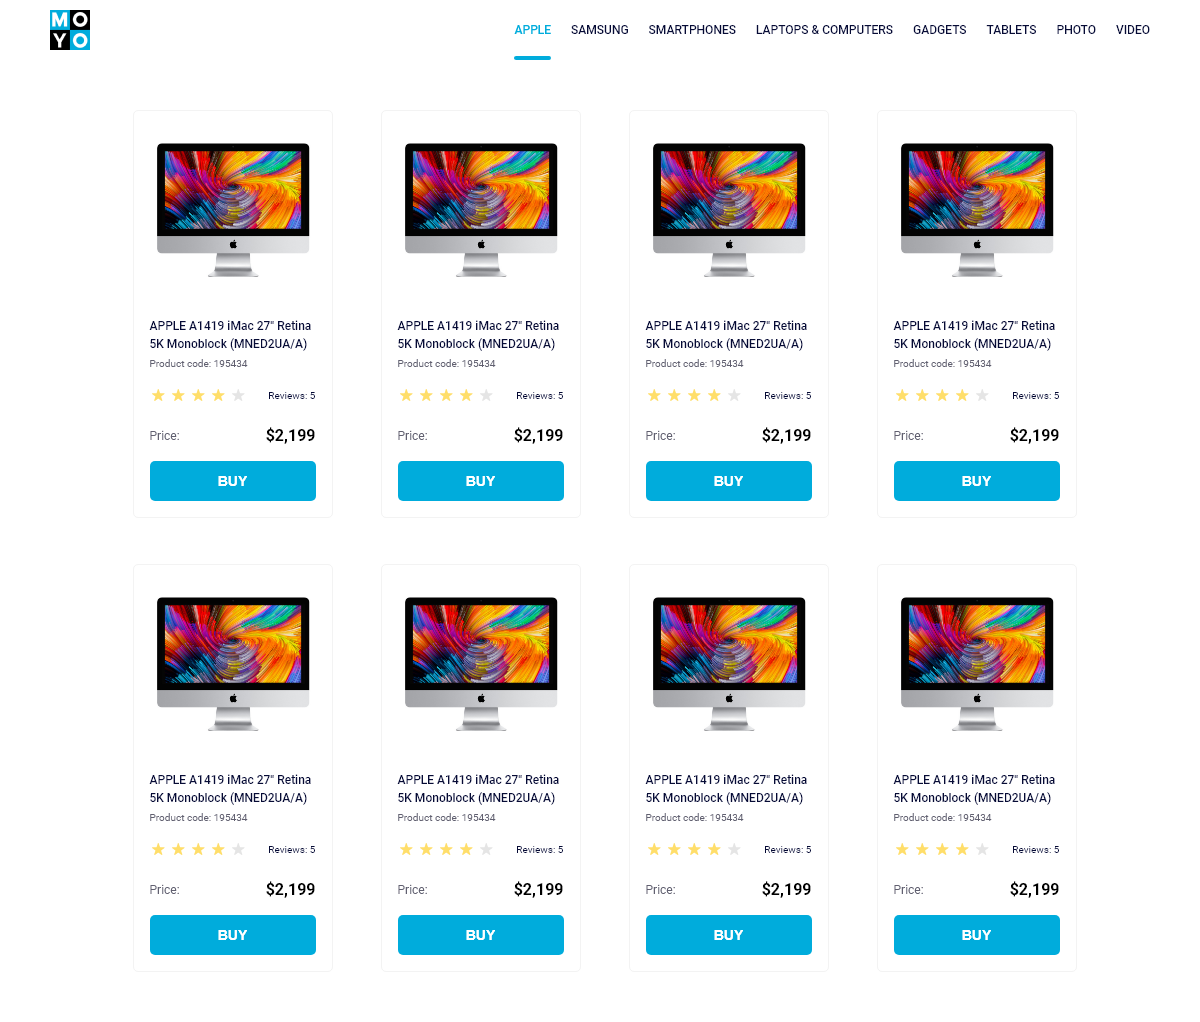 MO
YO
APPLE SAMSUNG SMARTPHONES LAPTOPS & COMPUTERS GADGETS TABLETS PHOTO VIDEO
APPLE A1419 iMac 27" Retina
5K Monoblock (MNED2UA/A)
Product code: 195434
Reviews: 5
Price: $2,199
BUY
APPLE A1419 iMac 27" Retina
5K Monoblock (MNED2UA/A)
Product code: 195434
Reviews: 5
Price: $2,199
BUY
APPLE A1419 iMac 27" Retina
5K Monoblock (MNED2UA/A)
Product code: 195434
Reviews: 5
Price: $2,199
BUY
APPLE A1419 iMac 27" Retina
5K Monoblock (MNED2UA/A)
Product code: 195434
Reviews: 5
Price: $2,199
BUY
APPLE A1419 iMac 27" Retina
5K Monoblock (MNED2UA/A)
Product code: 195434
Reviews: 5
Price: $2,199
BUY
APPLE A1419 iMac 27" Retina
5K Monoblock (MNED2UA/A)
Product code: 195434
Reviews: 5
Price: $2,199
BUY
APPLE A1419 iMac 27" Retina
5K Monoblock (MNED2UA/A)
Product code: 195434
Reviews: 5
Price: $2,199
BUY
APPLE A1419 iMac 27" Retina
5K Monoblock (MNED2UA/A)
Product code: 195434
Reviews: 5
Price: $2,199
BUY